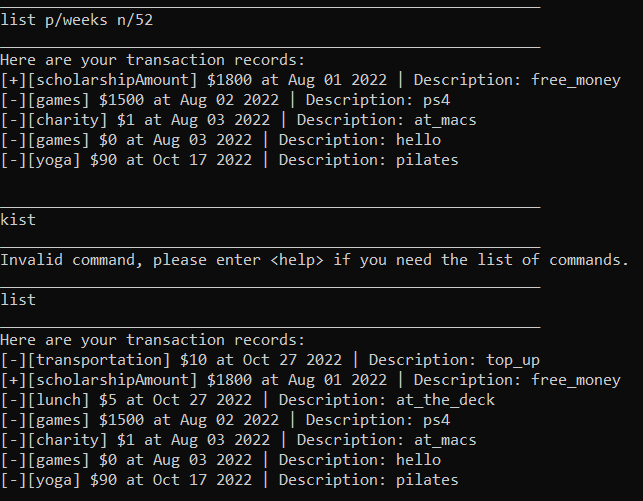 list p/weeks n/52
Here are your transaction records:
[+][scholarshipAmount] $1800 at Aug 01 2022 | Description: free_money
[-][games] $1500 at Aug 02 2022 | Description: ps4
[-][charity] $1 at Aug 03 2022 | Description: at_macs
[-][games] $0 at Aug 03 2022 | Description: hello
[-][yoga] $90 at Oct 17 2022 | Description: pilates
kist
Invalid command, please enter <help> if you need the list of commands.
list
Here are your transaction records:
[-][transportation] $10 at Oct 27 2022 | Description: top_up
[+][scholarshipAmount] $1800 at Aug 01 2022 | Description: free_money
[-][lunch] $5 at Oct 27 2022 | Description: at_the_deck
[-][games] $1500 at Aug 02 2022 | Description: ps4
[-][charity] $1 at Aug 03 2022 | Description: at_macs
[-][games] $0 at Aug 03 2022 | Description: hello
[-][yoga] $90 at Oct 17 2022 | Description: pilates